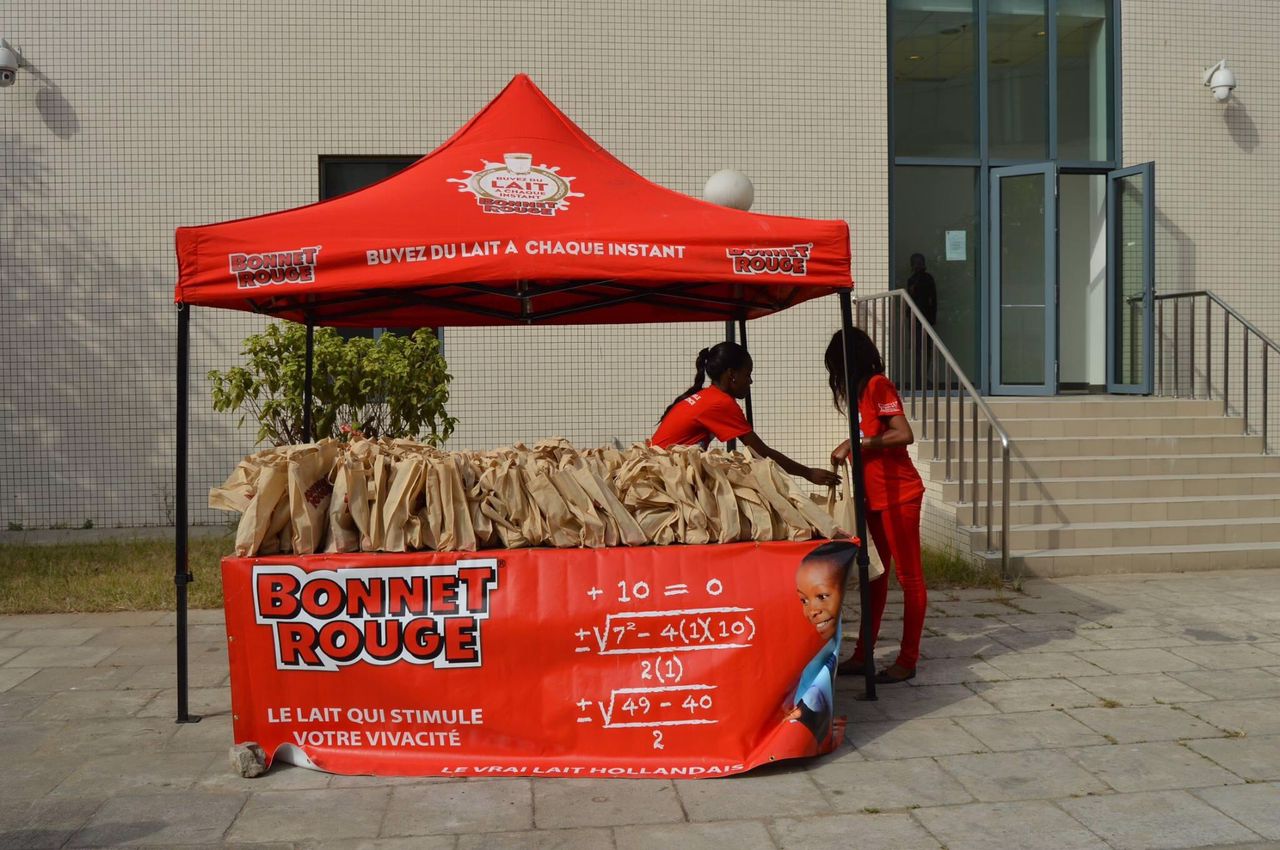 BUVEZ DU
LAIT
A CHAQUE
INSTANT
BONNET
ROUGE
BONNET
ROUGE
BUVEZ DU LAIT A CHAQUE INSTANT
BONNET
ROUGE
BONNET
ROUGE
LE LAIT QUI STIMULE
VOTRE VIVACITÉ
+ 10 = 0
±√7² - 4(1)(10)
2(1)
±√49 - 40
2
LE VRAI LAIT HOLLANDAIS